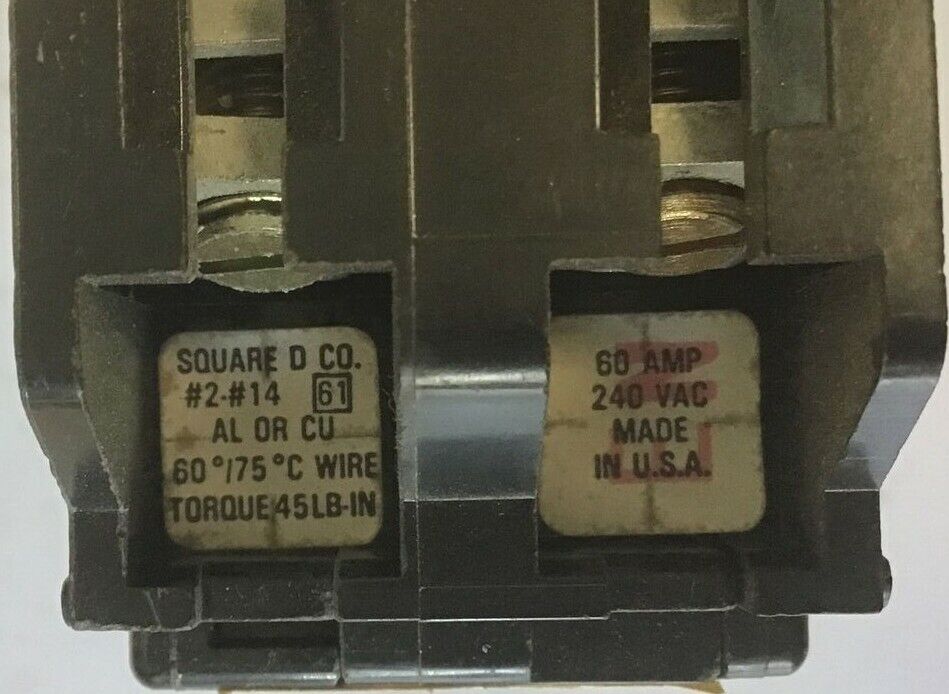 SQUARE D CO.
#2-#14 61
AL OR CU
60°/75°C WIRE
TORQUE 45LB-IN
60 AMP
240 VAC
MADE
IN U.S.A.